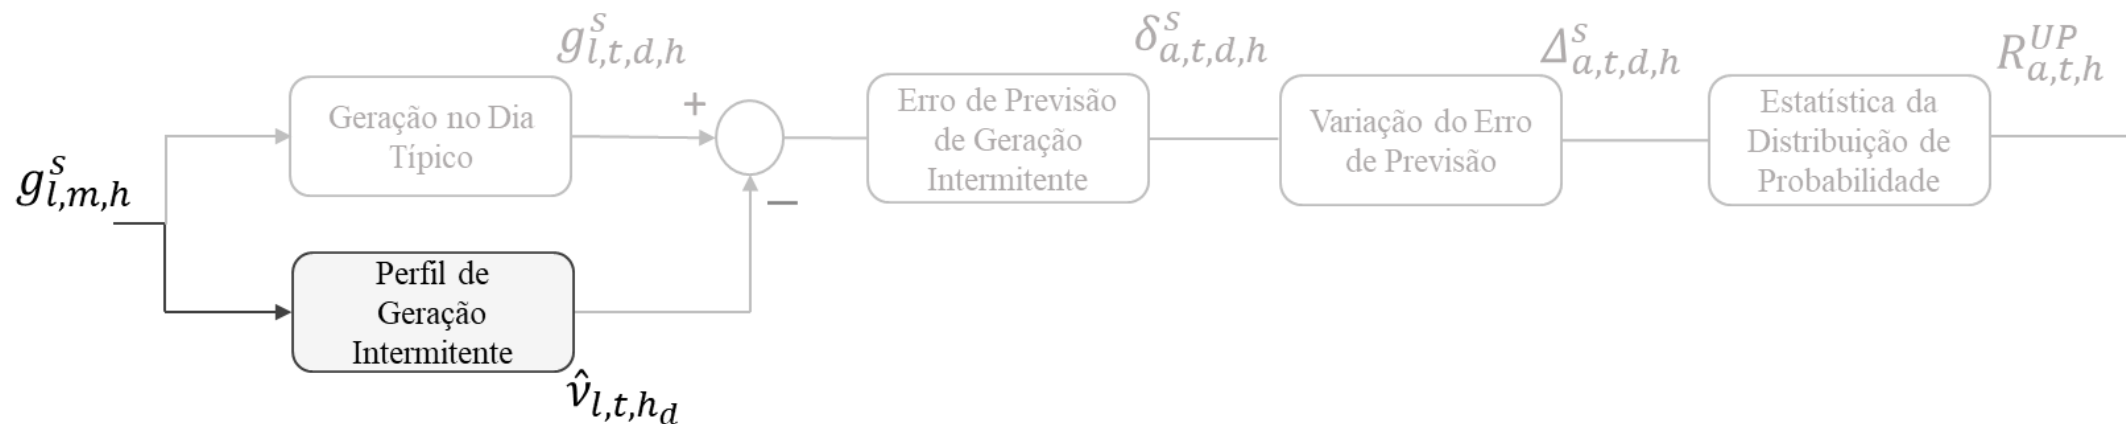 g^s_{l,t,d,h}
δ^s_{a,t,d,h}
Δ^s_{a,t,d,h}
R^{UP}_{a,t,h}
+
Geração no Dia
Típico
Erro de Previsão
de Geração
Intermitente
Variação do Erro
de Previsão
Estatística da
Distribuição de
Probabilidade
g^s_{l,m,h}
−
Perfil de
Geração
Intermitente
ν̂_{l,t,h_d}